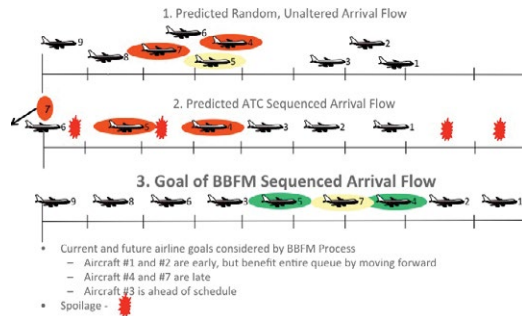 1. Predicted Random, Unaltered Arrival Flow
9 8 7 6 4 5 3 2 1
2. Predicted ATC Sequenced Arrival Flow
7
6 5 4 3 2 1
3. Goal of BBFM Sequenced Arrival Flow
9 8 6 3 5 7 4 2 1
• Current and future airline goals considered by BBFM Process
– Aircraft #1 and #2 are early, but benefit entire queue by moving forward
– Aircraft #4 and #7 are late
– Aircraft #3 is ahead of schedule
• Spoilage -